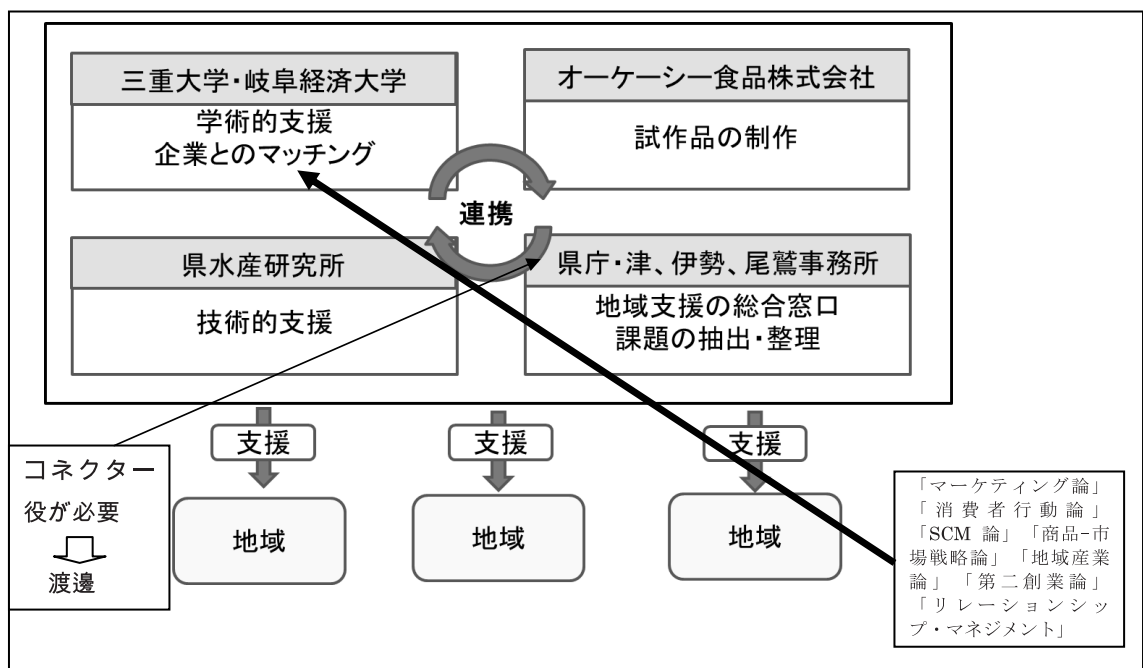 三重大学・岐阜経済大学
学術的支援
企業とのマッチング
オーケーシー食品株式会社
試作品の制作
連携
県水産研究所
技術的支援
県庁・津、伊勢、尾鷲事務所
地域支援の総合窓口
課題の抽出・整理
支援
支援
支援
地域
地域
地域
コネクター
役が必要
渡邊
「マーケティング論」
「消費者行動論」
「SCM 論」「商品-市
場戦略論」「地域産業
論」「第二創業論」
「リレーションシッ
プ・マネジメント」